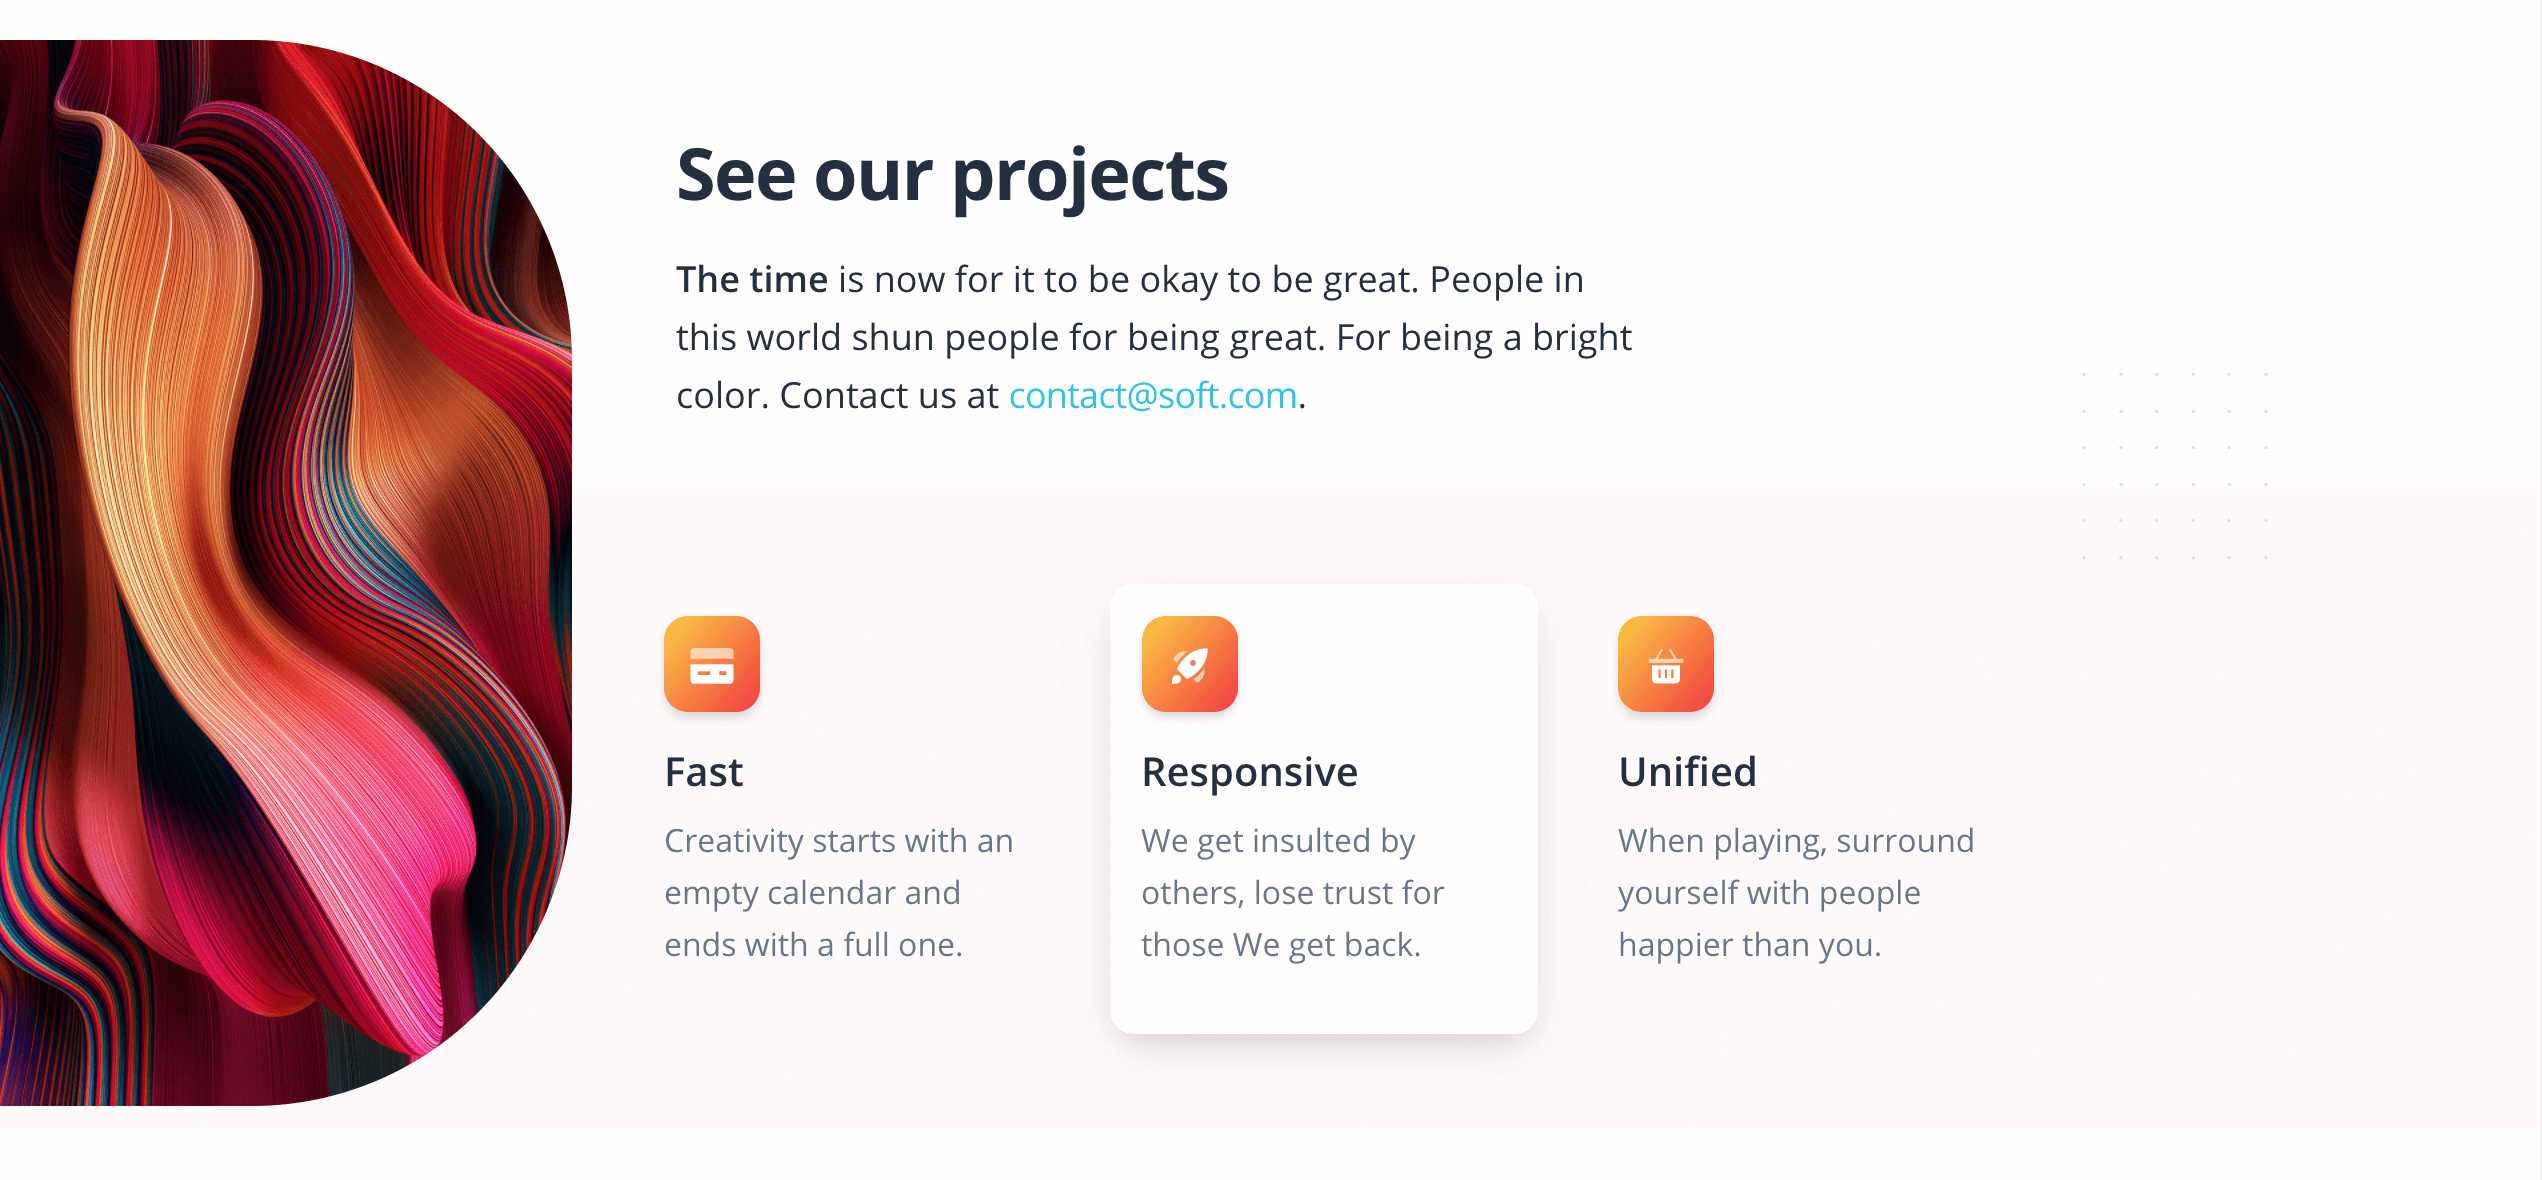 See our projects
The time is now for it to be okay to be great. People in
this world shun people for being great. For being a bright
color. Contact us at contact@soft.com.
Fast
Creativity starts with an
empty calendar and
ends with a full one.
Responsive
We get insulted by
others, lose trust for
those We get back.
Unified
When playing, surround
yourself with people
happier than you.